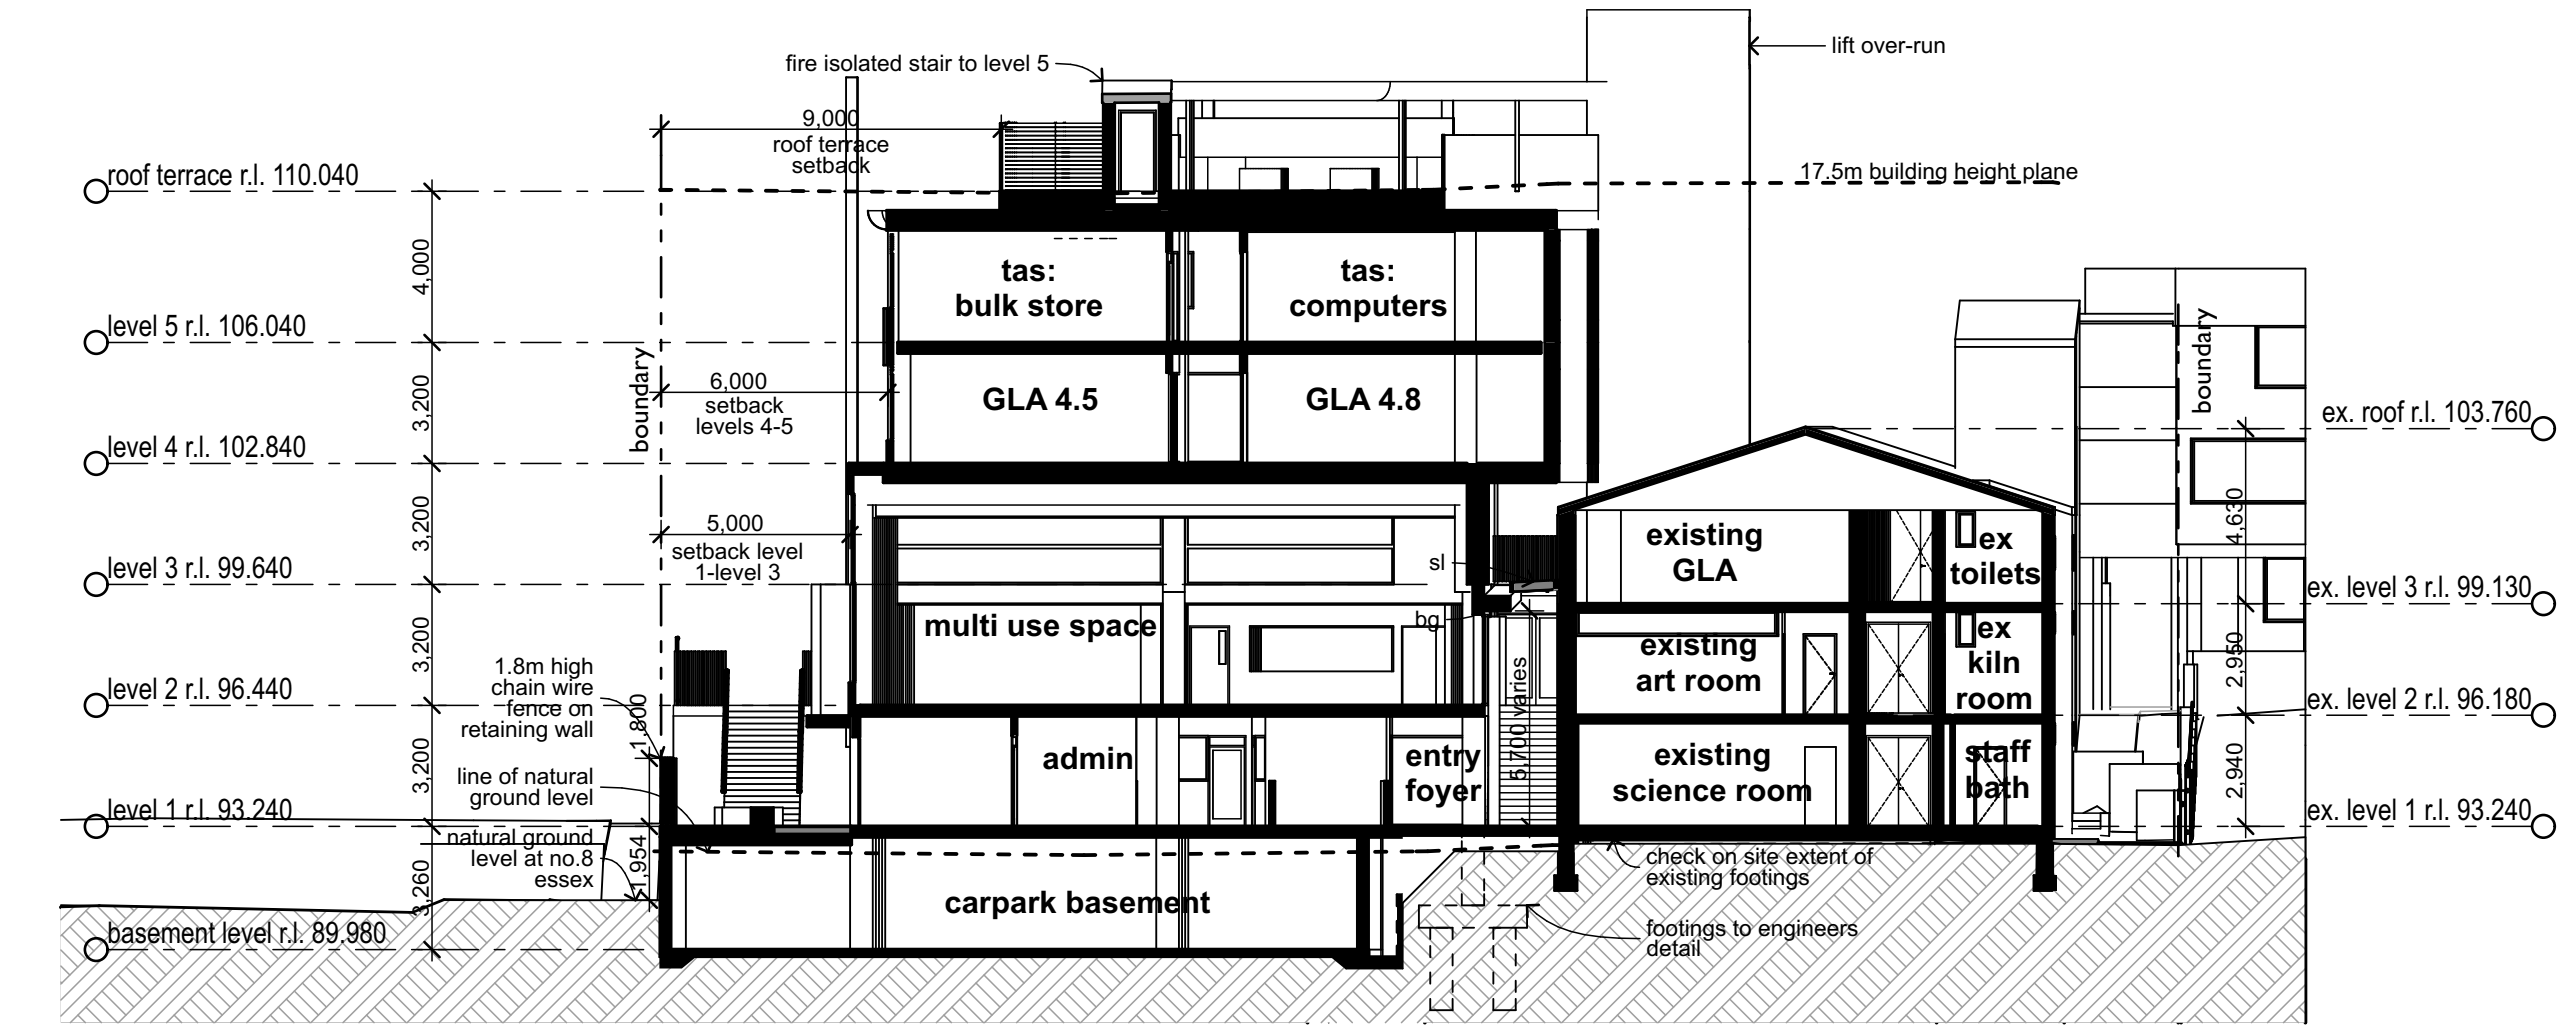 lift over-run
fire isolated stair to level 5
9,000
roof terrace
setback
17.5m building height plane
roof terrace r.l. 110.040
4,000
tas:
bulk store
tas:
computers
level 5 r.l. 106.040
boundary
boundary
6,000
setback
levels 4-5
3,200
GLA 4.5
GLA 4.8
ex. roof r.l. 103.760
level 4 r.l. 102.840
3,200
5,000
setback level
1-level 3
4,630
existing
GLA
ex
toilets
sl
level 3 r.l. 99.640
ex. level 3 r.l. 99.130
bg
multi use space
3,200
1.8m high
chain wire
fence on
retaining wall
existing
art room
ex
kiln
room
2,950
level 2 r.l. 96.440
ex. level 2 r.l. 96.180
1,800
5,700 varies
3,200
admin
entry
foyer
existing
science room
staff
bath
2,940
line of natural
ground level
level 1 r.l. 93.240
ex. level 1 r.l. 93.240
natural ground
level at no.8
essex
1,954
3,260
check on site extent of
existing footings
carpark basement
footings to engineers
detail
basement level r.l. 89.980